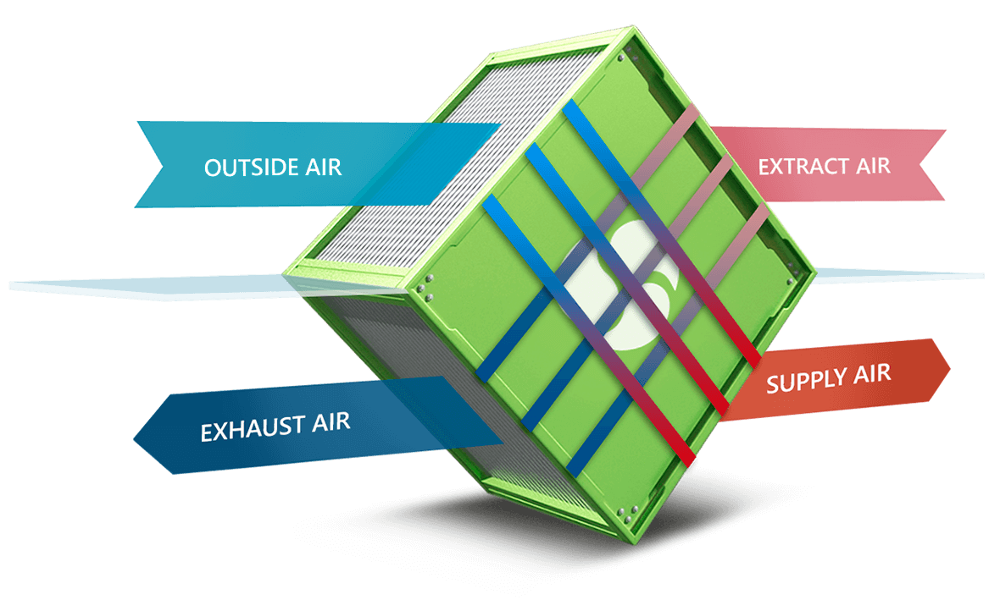 OUTSIDE AIR
EXTRACT AIR
EXHAUST AIR
SUPPLY AIR